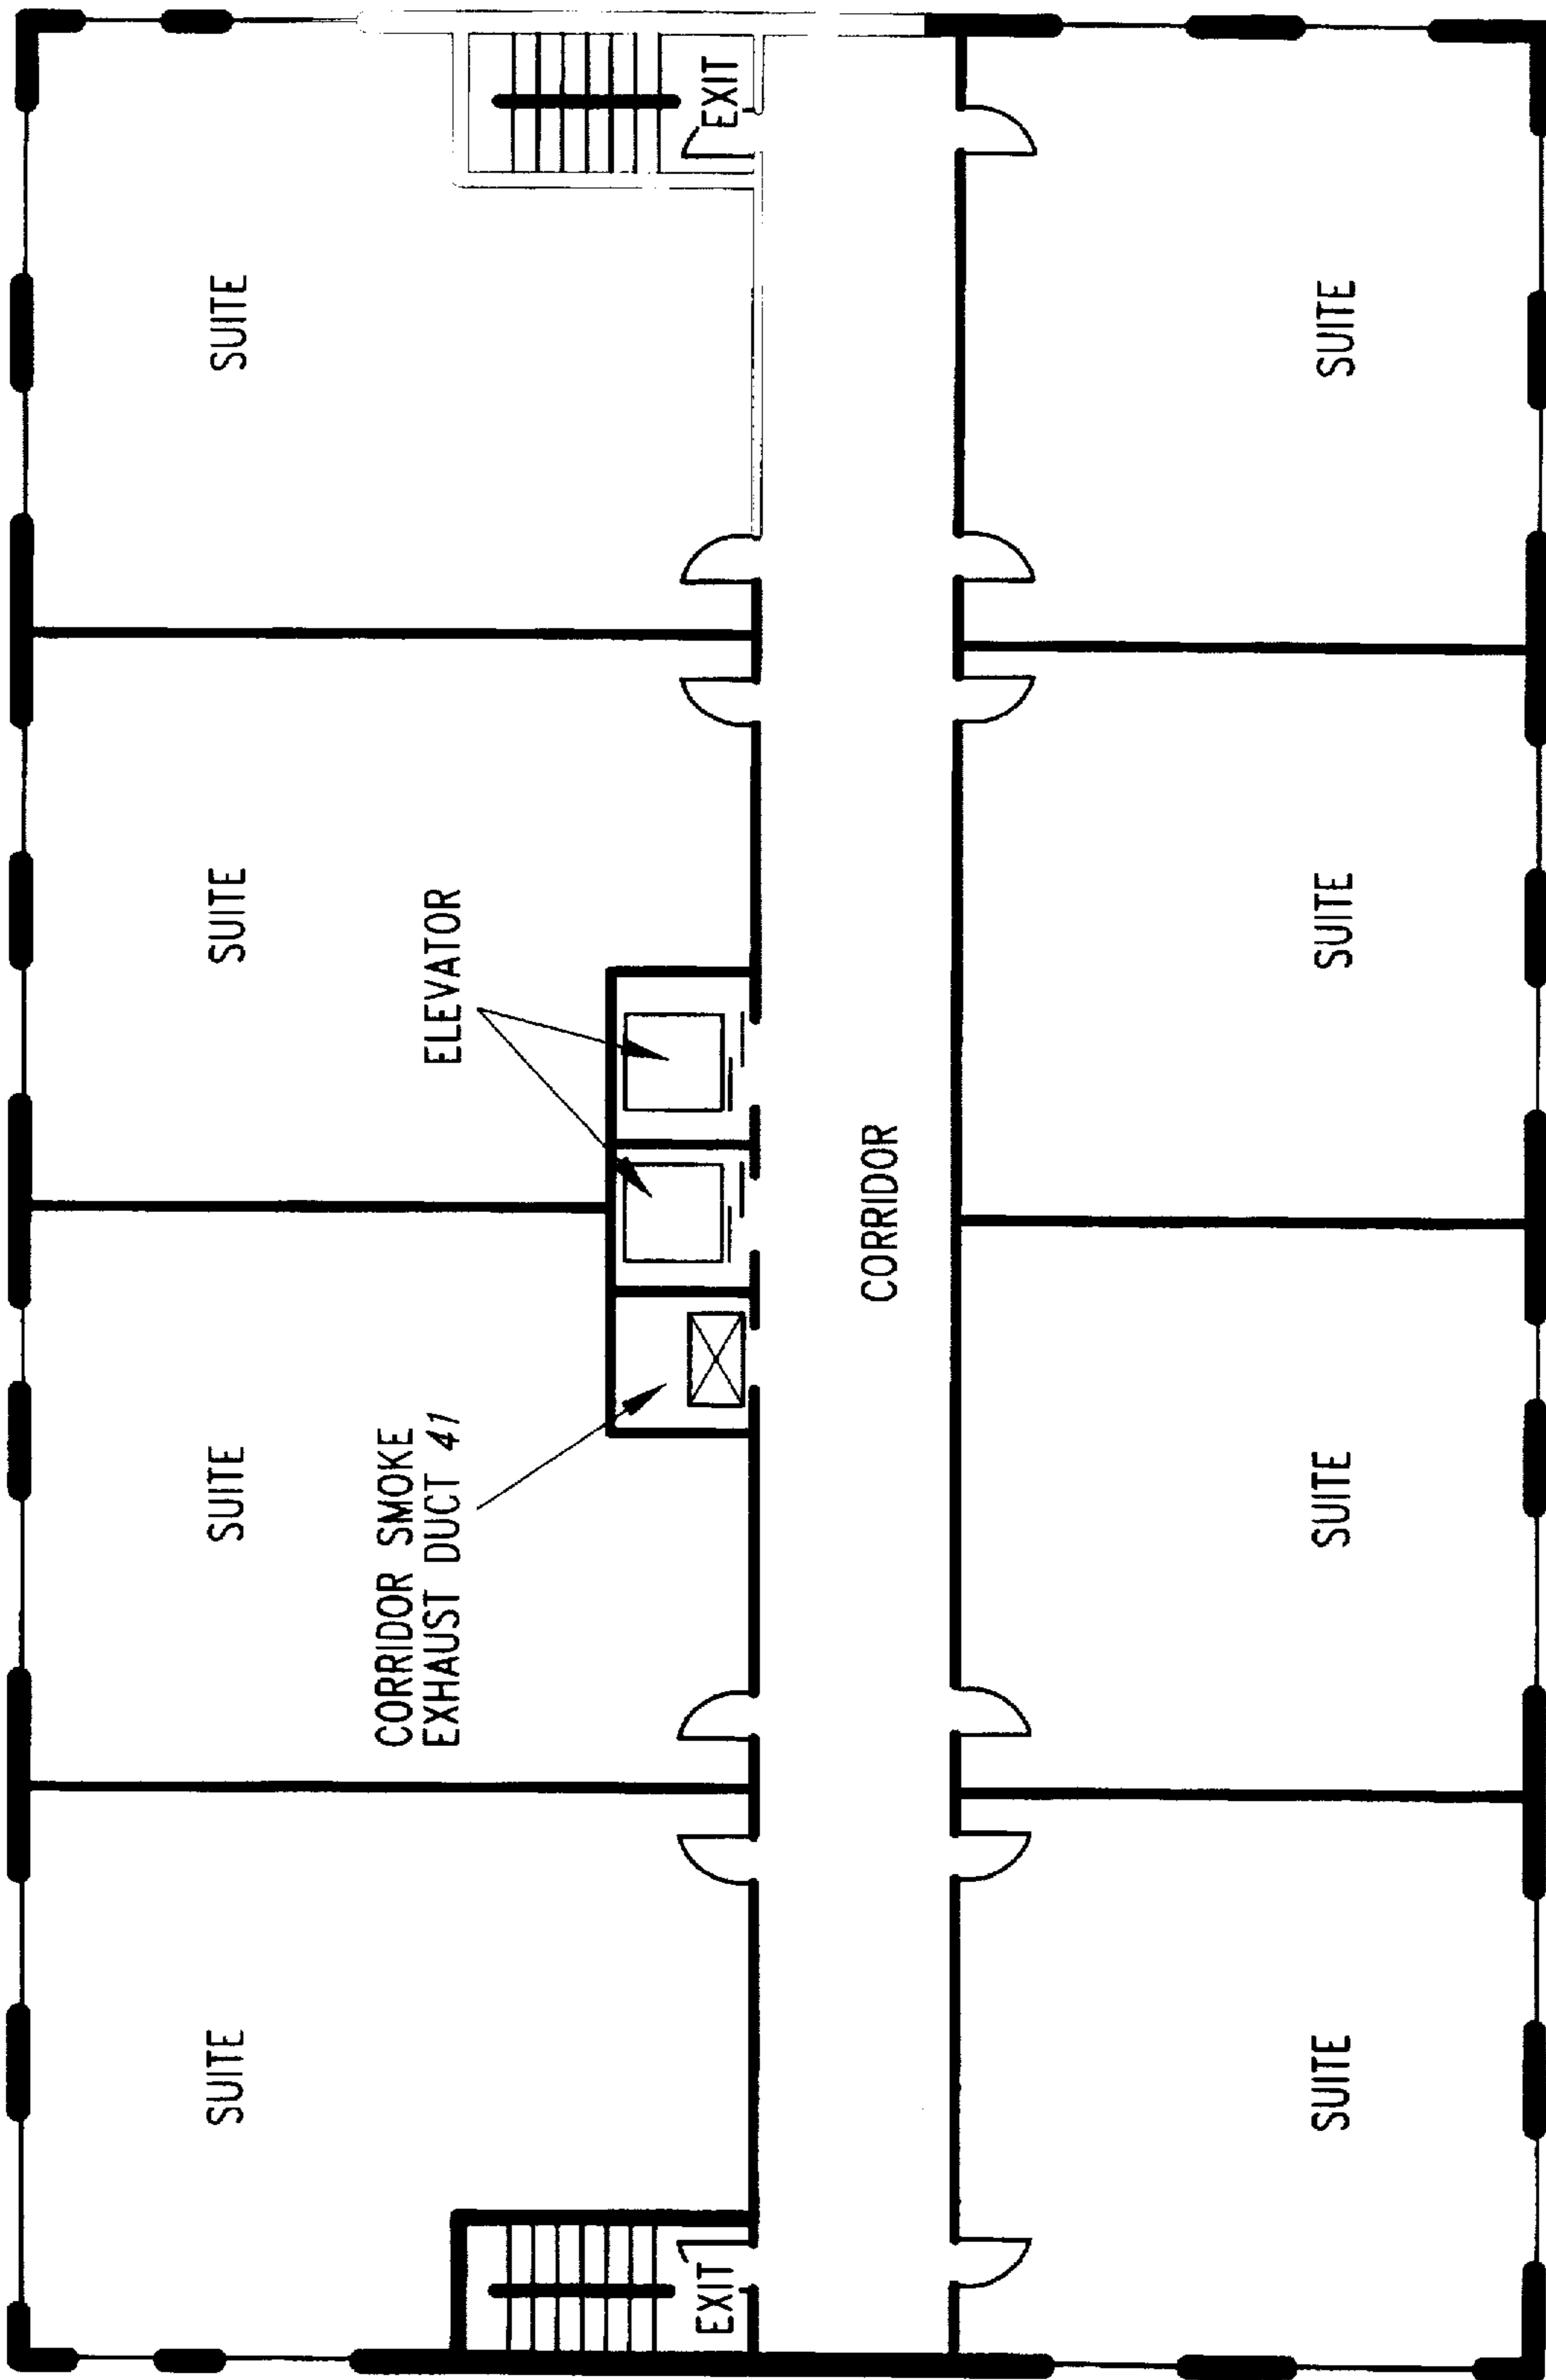 SUITE
SUITE
SUITE
SUITE
CORRIDOR SMOKE
EXHAUST DUCT 41
ELEVATOR
EXIT
EXIT
CORRIDOR
SUITE
SUITE
SUITE
SUITE